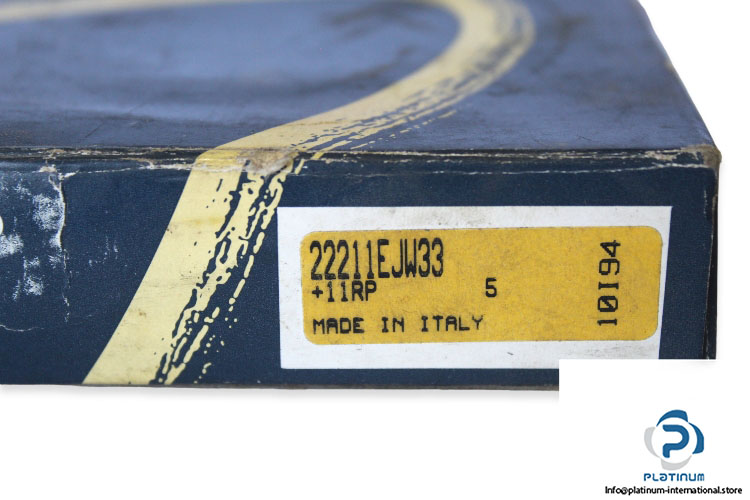 22211EJW33
+11RP 5
MADE IN ITALY
10I94
PLATINUM
Info@platinum-international.store